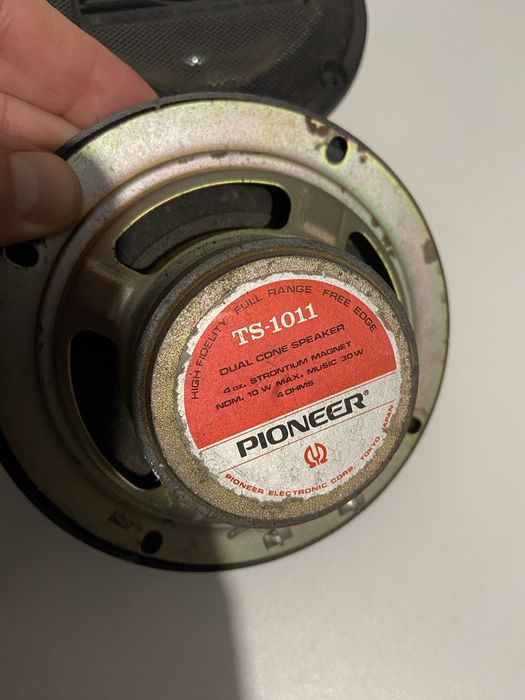 HIGH FIDELITY FULL RANGE FREE EDGE
TS-1011
DUAL CONE SPEAKER
4 oz. STRONTIUM MAGNET
NOM. 10 W MAX. MUSIC 30 W
4 OHMS
PIONEER®
PIONEER ELECTRONIC CORP. TOKYO JAPAN